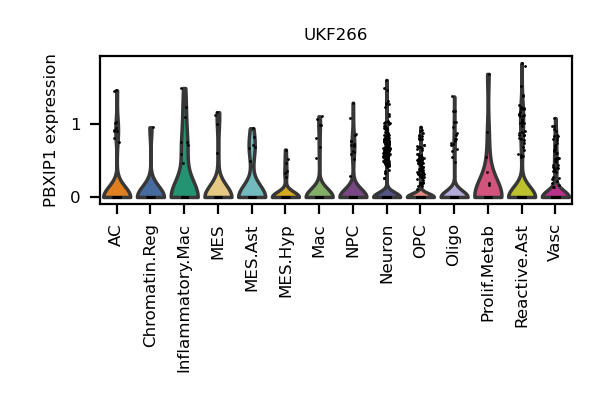 UKF266
PBXIP1 expression
1
0
AC
Chromatin.Reg
Inflammatory.Mac
MES
MES.Ast
MES.Hyp
Mac
NPC
Neuron
OPC
Oligo
Prolif.Metab
Reactive.Ast
Vasc